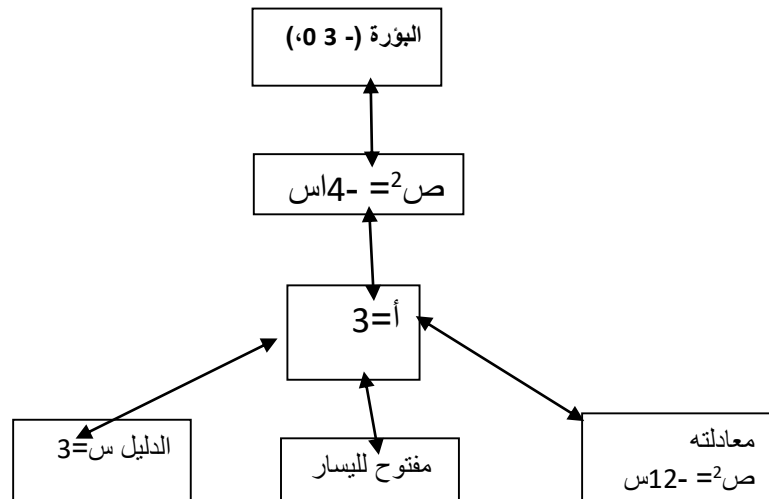 البؤرة (- 3 ،0)
ص²= -4اس
أ=3
الدليل س=3
مفتوح لليسار
معادلته
ص²= -12س